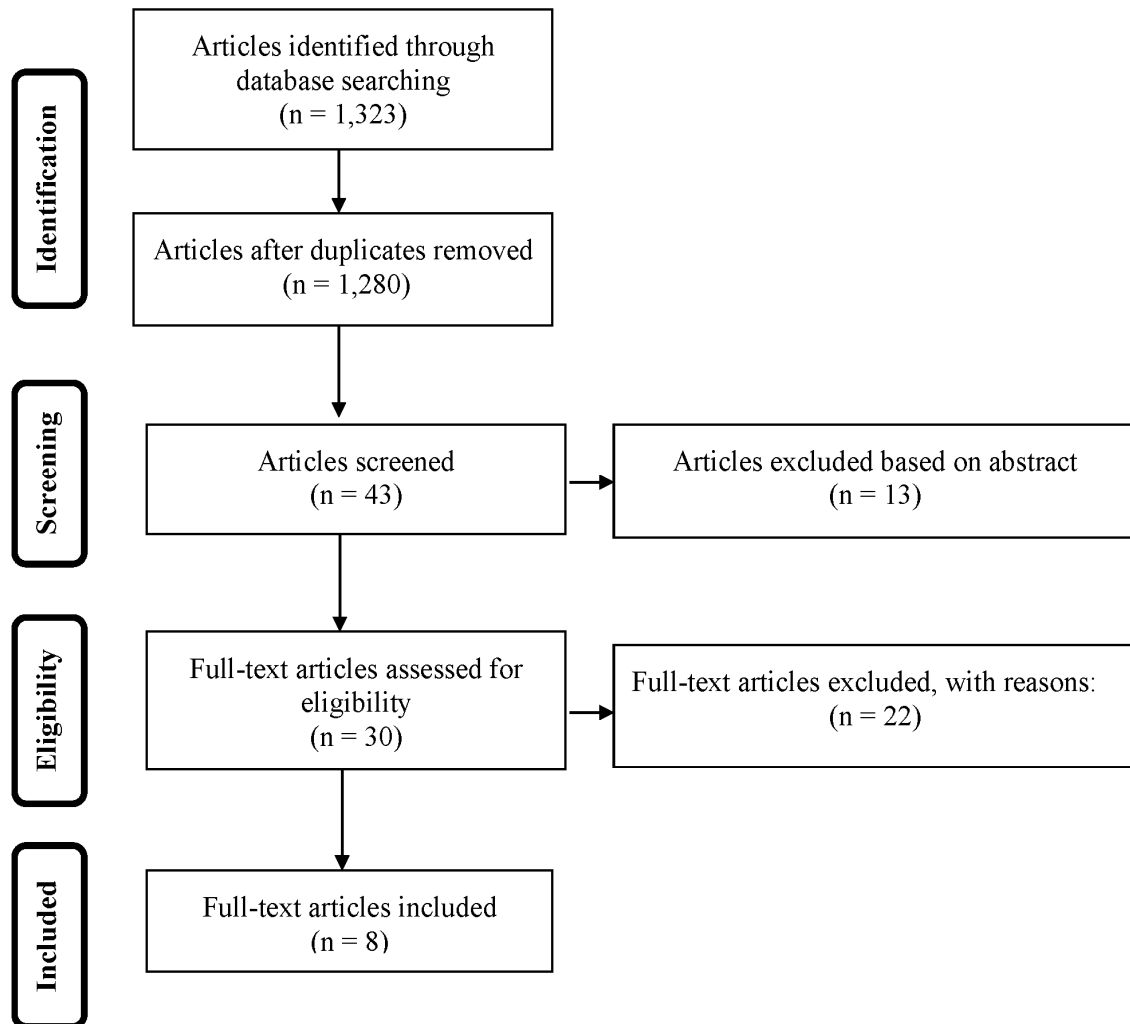 Identification
Articles identified through
database searching
(n = 1,323)
Articles after duplicates removed
(n = 1,280)
Screening
Articles screened
(n = 43)
Articles excluded based on abstract
(n = 13)
Eligibility
Full-text articles assessed for
eligibility
(n = 30)
Full-text articles excluded, with reasons:
(n = 22)
Included
Full-text articles included
(n = 8)